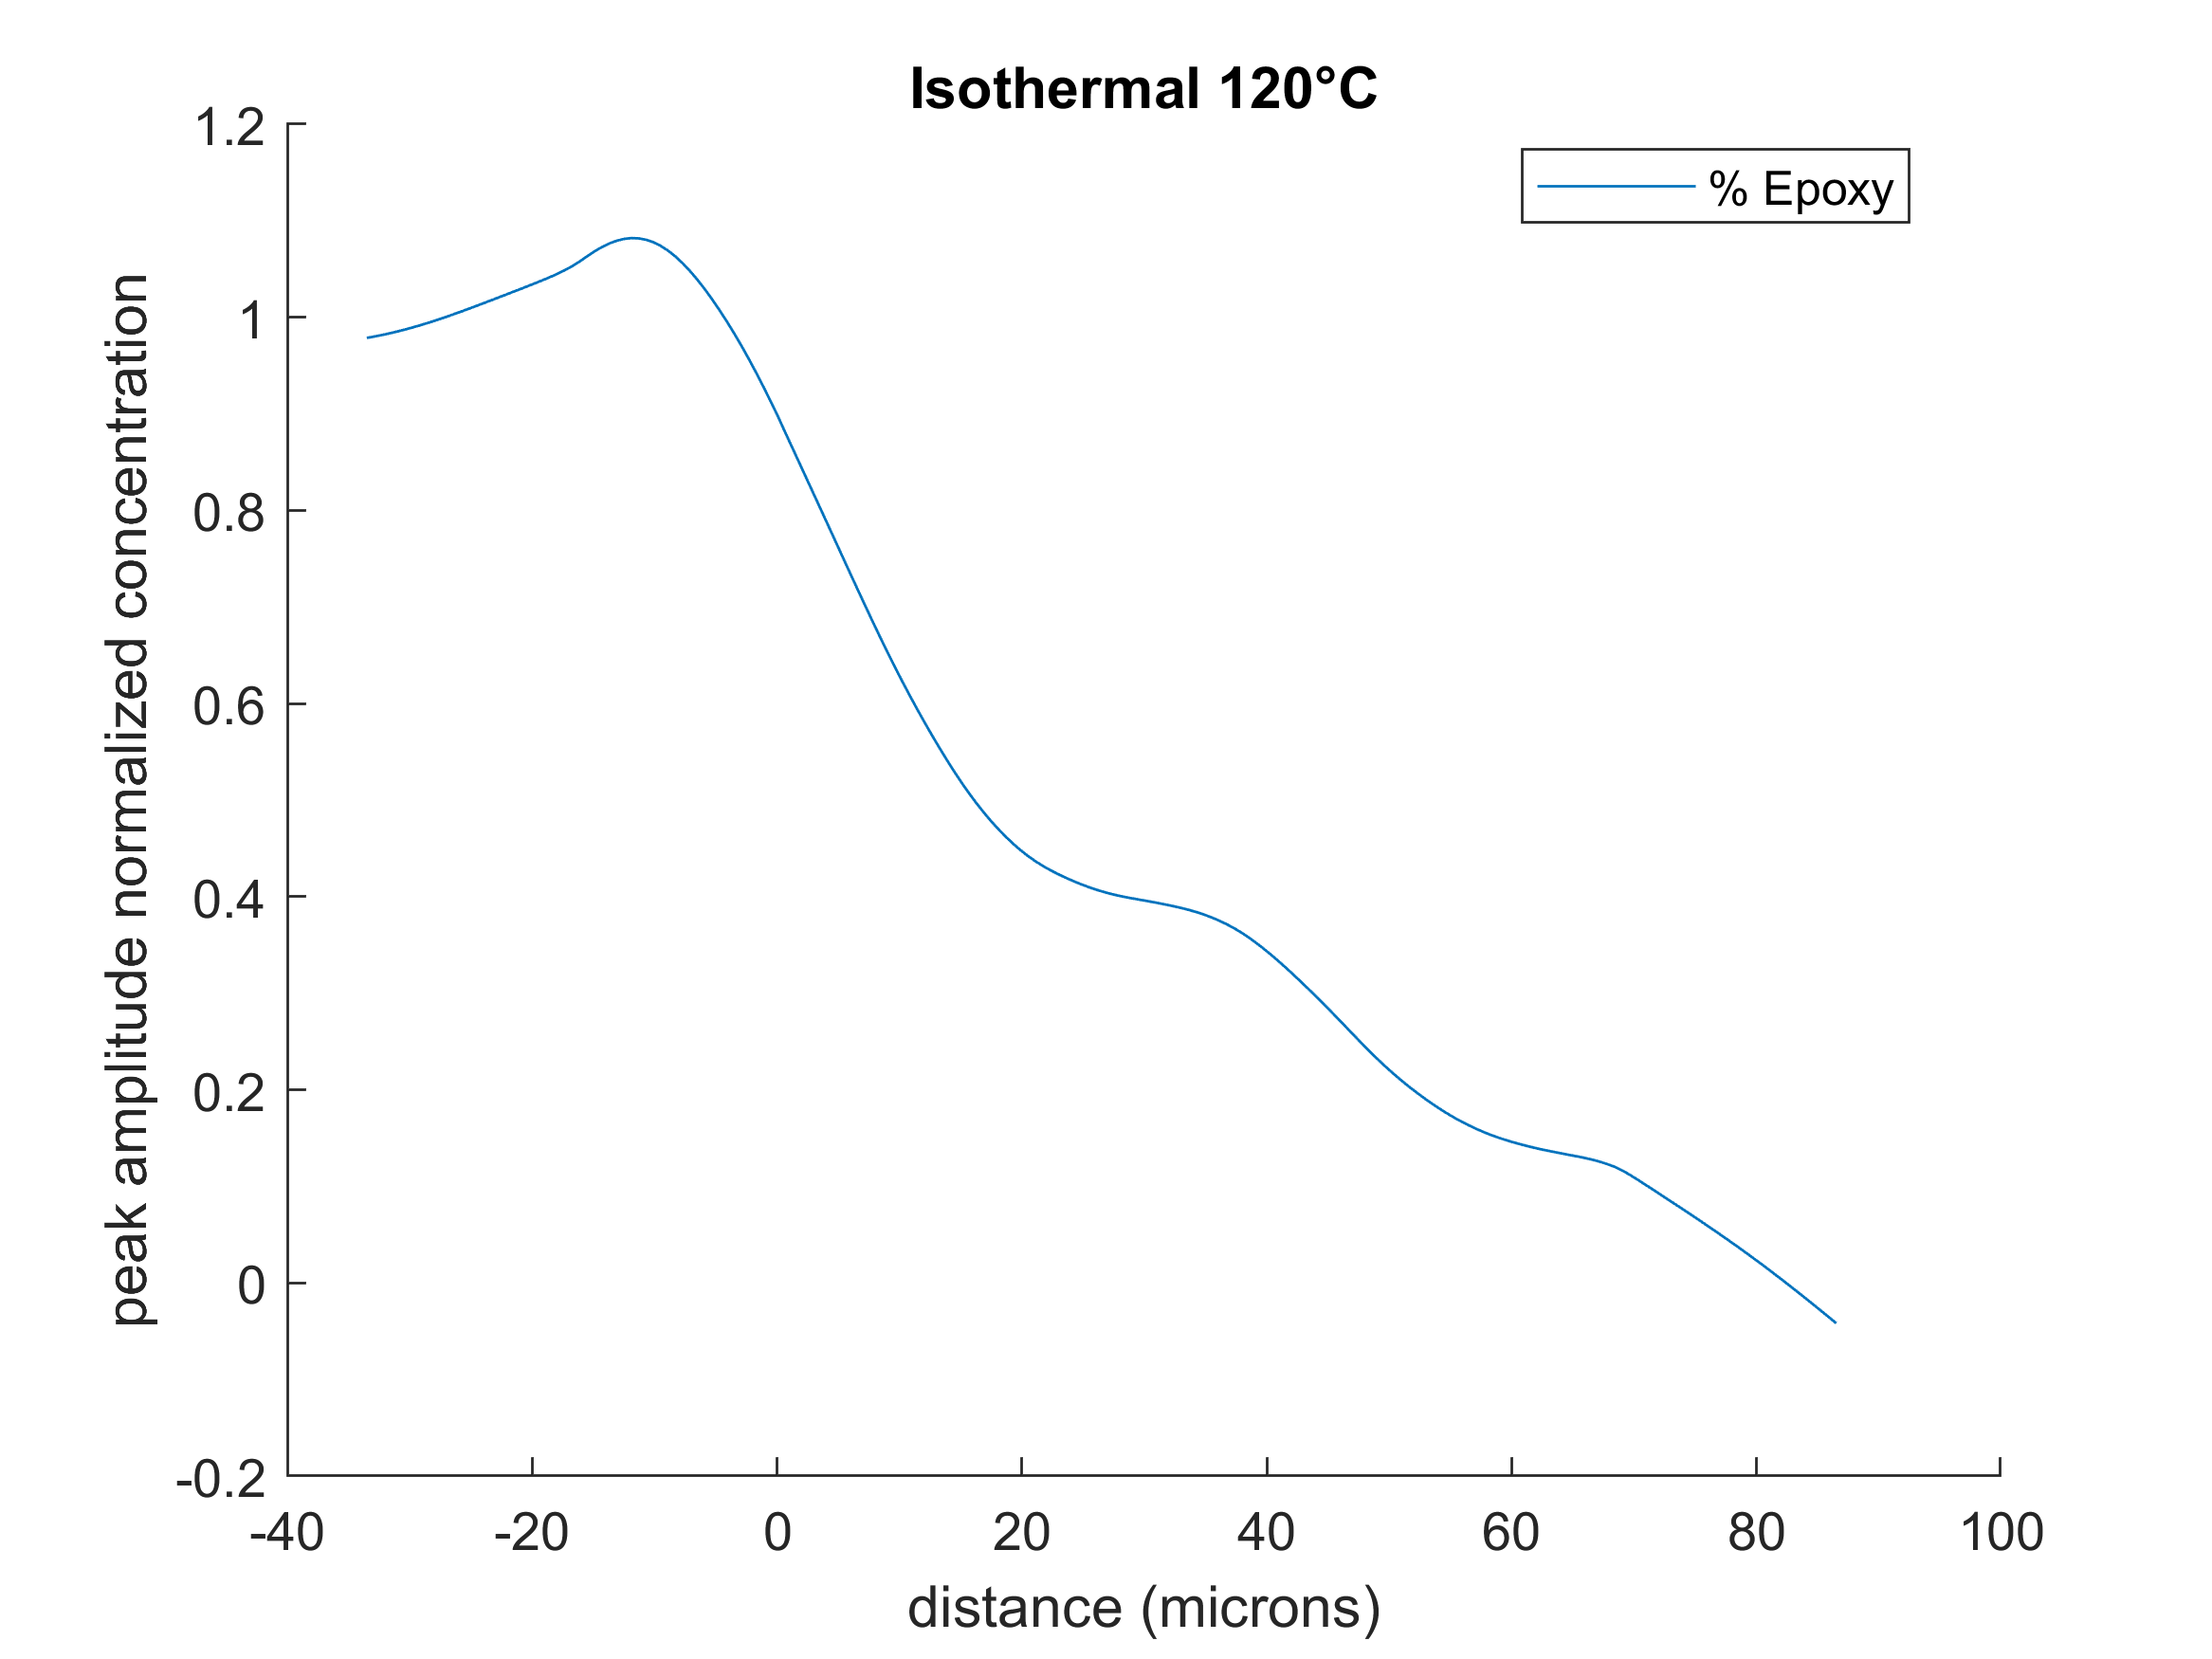 Isothermal 120°C
% Epoxy
peak amplitude normalized concentration
1.2
1
0.8
0.6
0.4
0.2
0
-0.2
-40 -20 0 20 40 60 80 100
distance (microns)